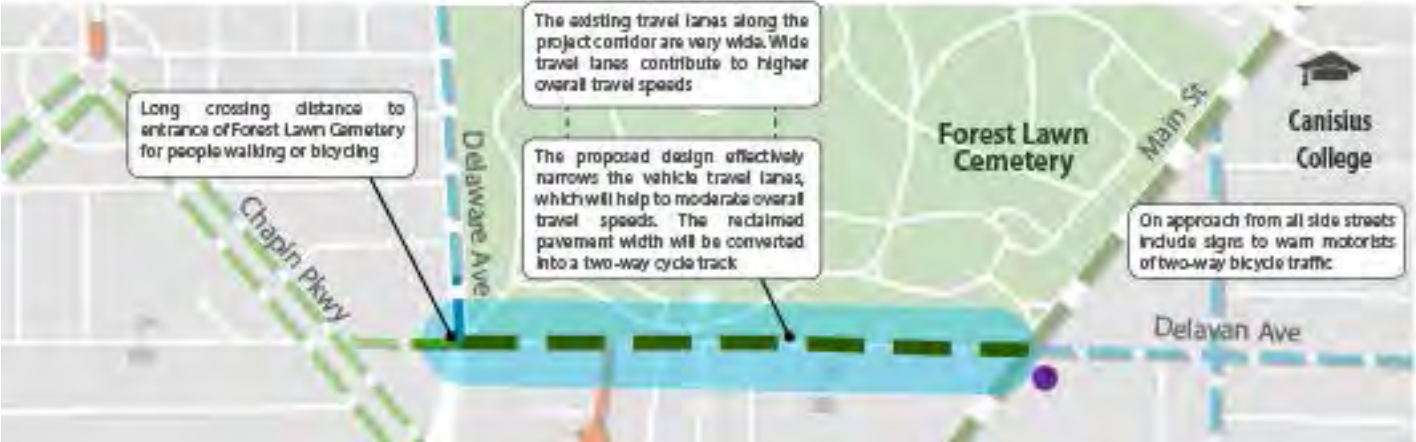 The existing travel lanes along the
project corridor are very wide. Wide
travel lanes contribute to higher
overall travel speeds
Long crossing distance to
entrance of Forest Lawn Cemetery
for people walking or bicycling
The proposed design effectively
narrows the vehicle travel lanes,
which will help to moderate overall
travel speeds. The reclaimed
pavement width will be converted
into a two-way cycle track
Forest Lawn
Cemetery
Main St
Canisius
College
On approach from all side streets
include signs to warn motorists
of two-way bicycle traffic
Chapin Pkwy
Delaware Ave
Delavan Ave